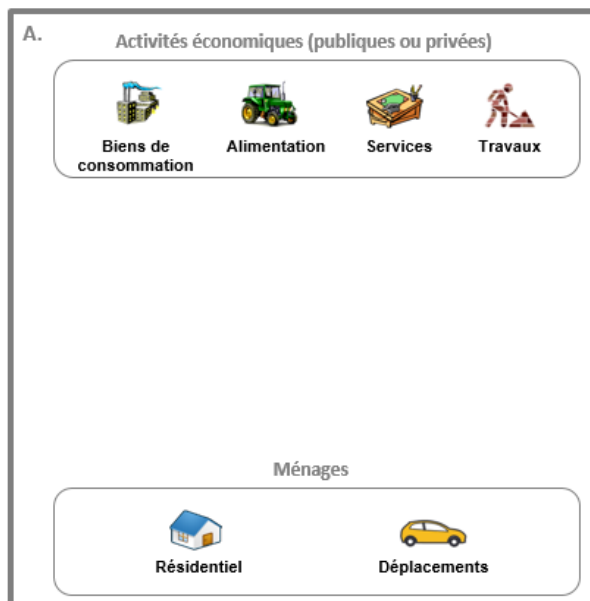 A.
Activités économiques (publiques ou privées)
Biens de consommation
Alimentation
Services
Travaux
Ménages
Résidentiel
Déplacements